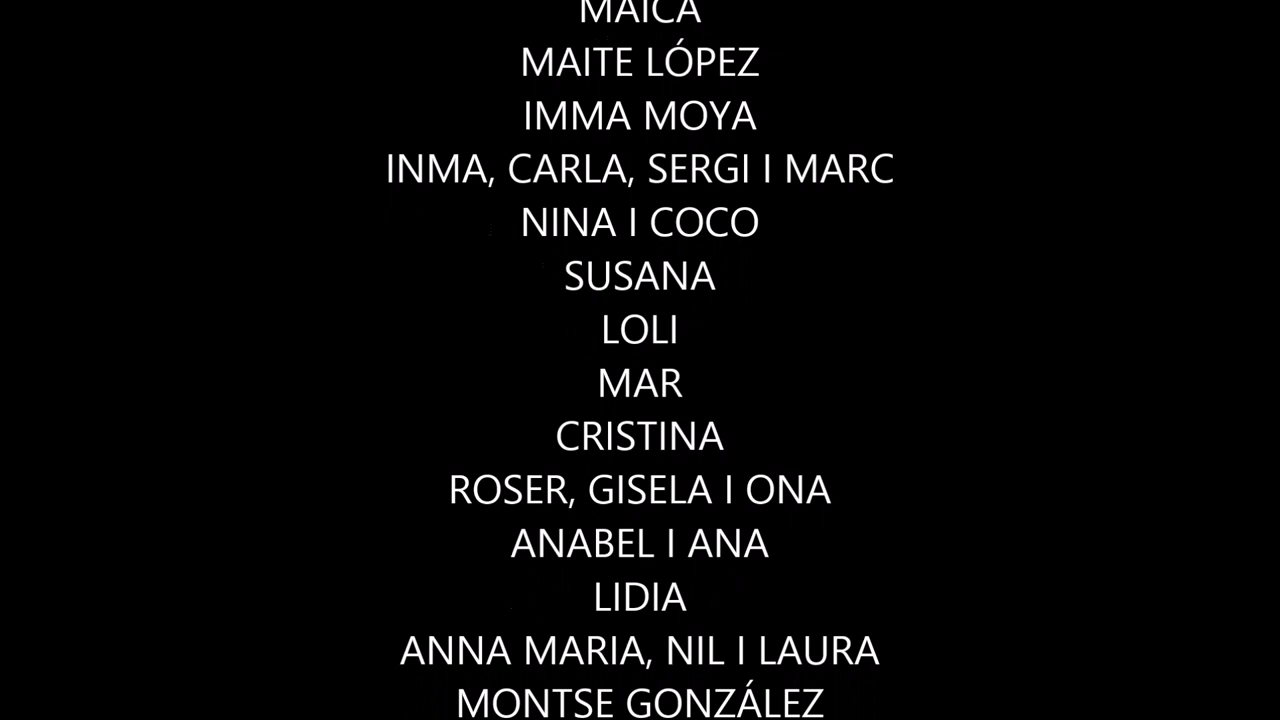 MAICA
MAITE LÓPEZ
IMMA MOYA
INMA, CARLA, SERGI I MARC
NINA I COCO
SUSANA
LOLI
MAR
CRISTINA
ROSER, GISELA I ONA
ANABEL I ANA
LIDIA
ANNA MARIA, NIL I LAURA
MONTSE GONZÁLEZ